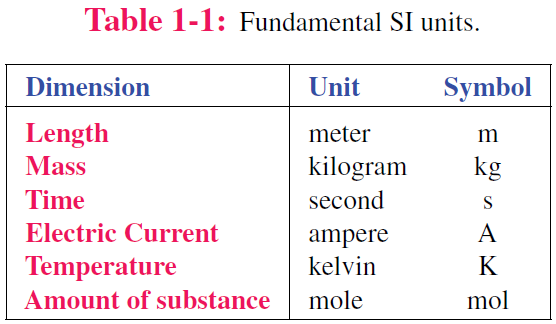 Table 1-1: Fundamental SI units.
Dimension Unit Symbol
Length meter m
Mass kilogram kg
Time second s
Electric Current ampere A
Temperature kelvin K
Amount of substance mole mol